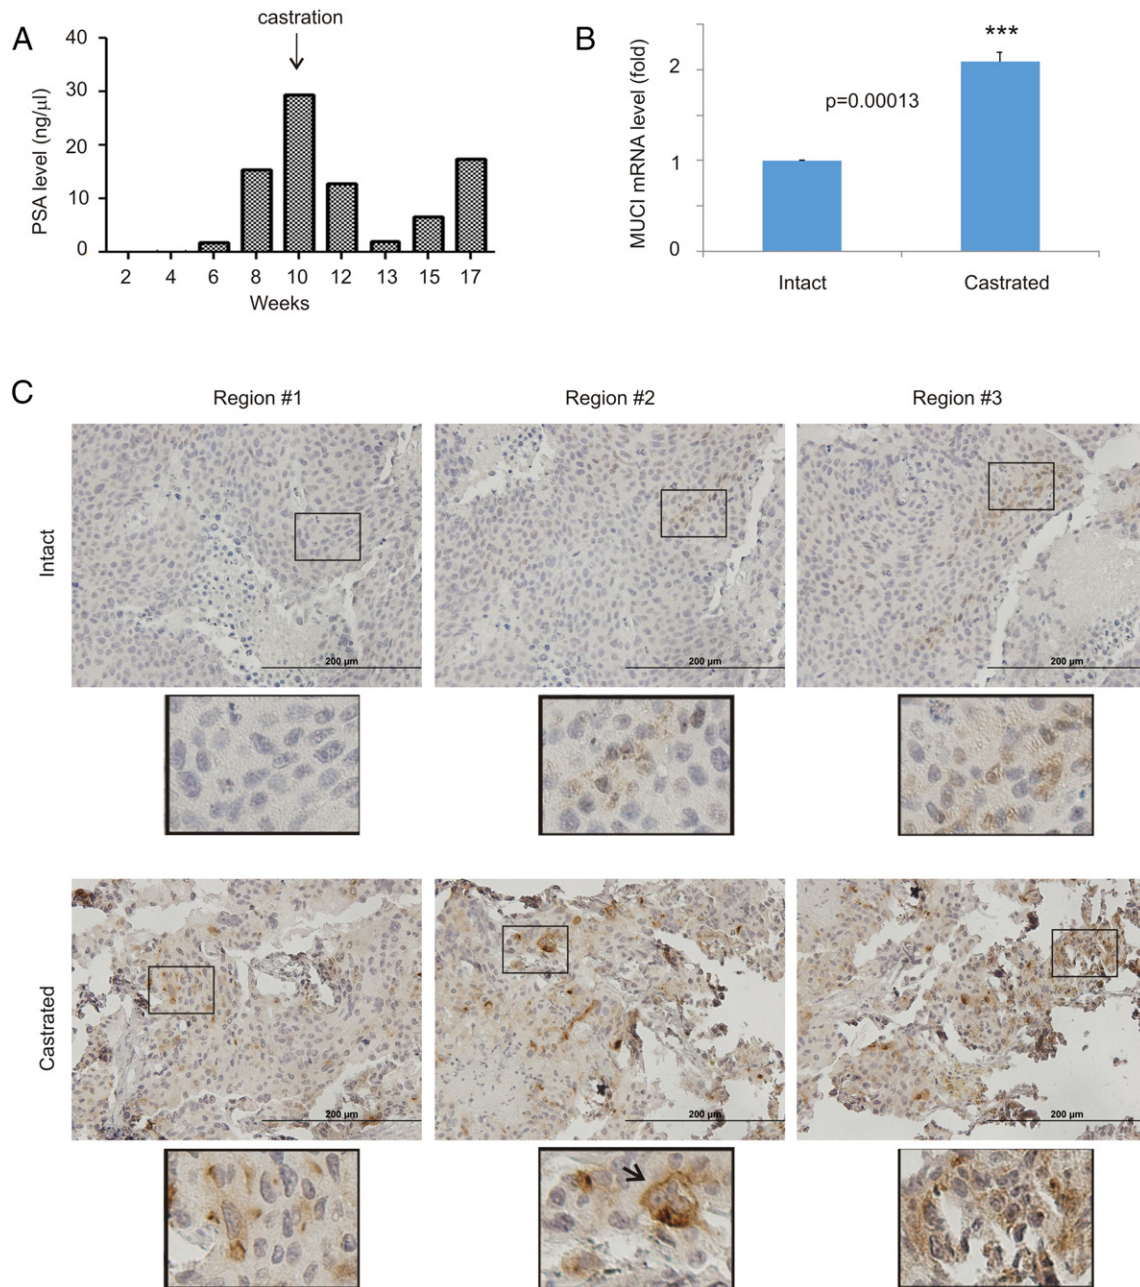 A
castration
PSA level (ng/µl)
40
30
20
10
0
2 4 6 8 10 12 13 15 17
Weeks
B
MUCI mRNA level (fold)
2
1
0
p=0.00013
***
Intact Castrated
C
Region #1 Region #2 Region #3
Intact
200 µm 200 µm 200 µm
Castrated
200 µm 200 µm 200 µm